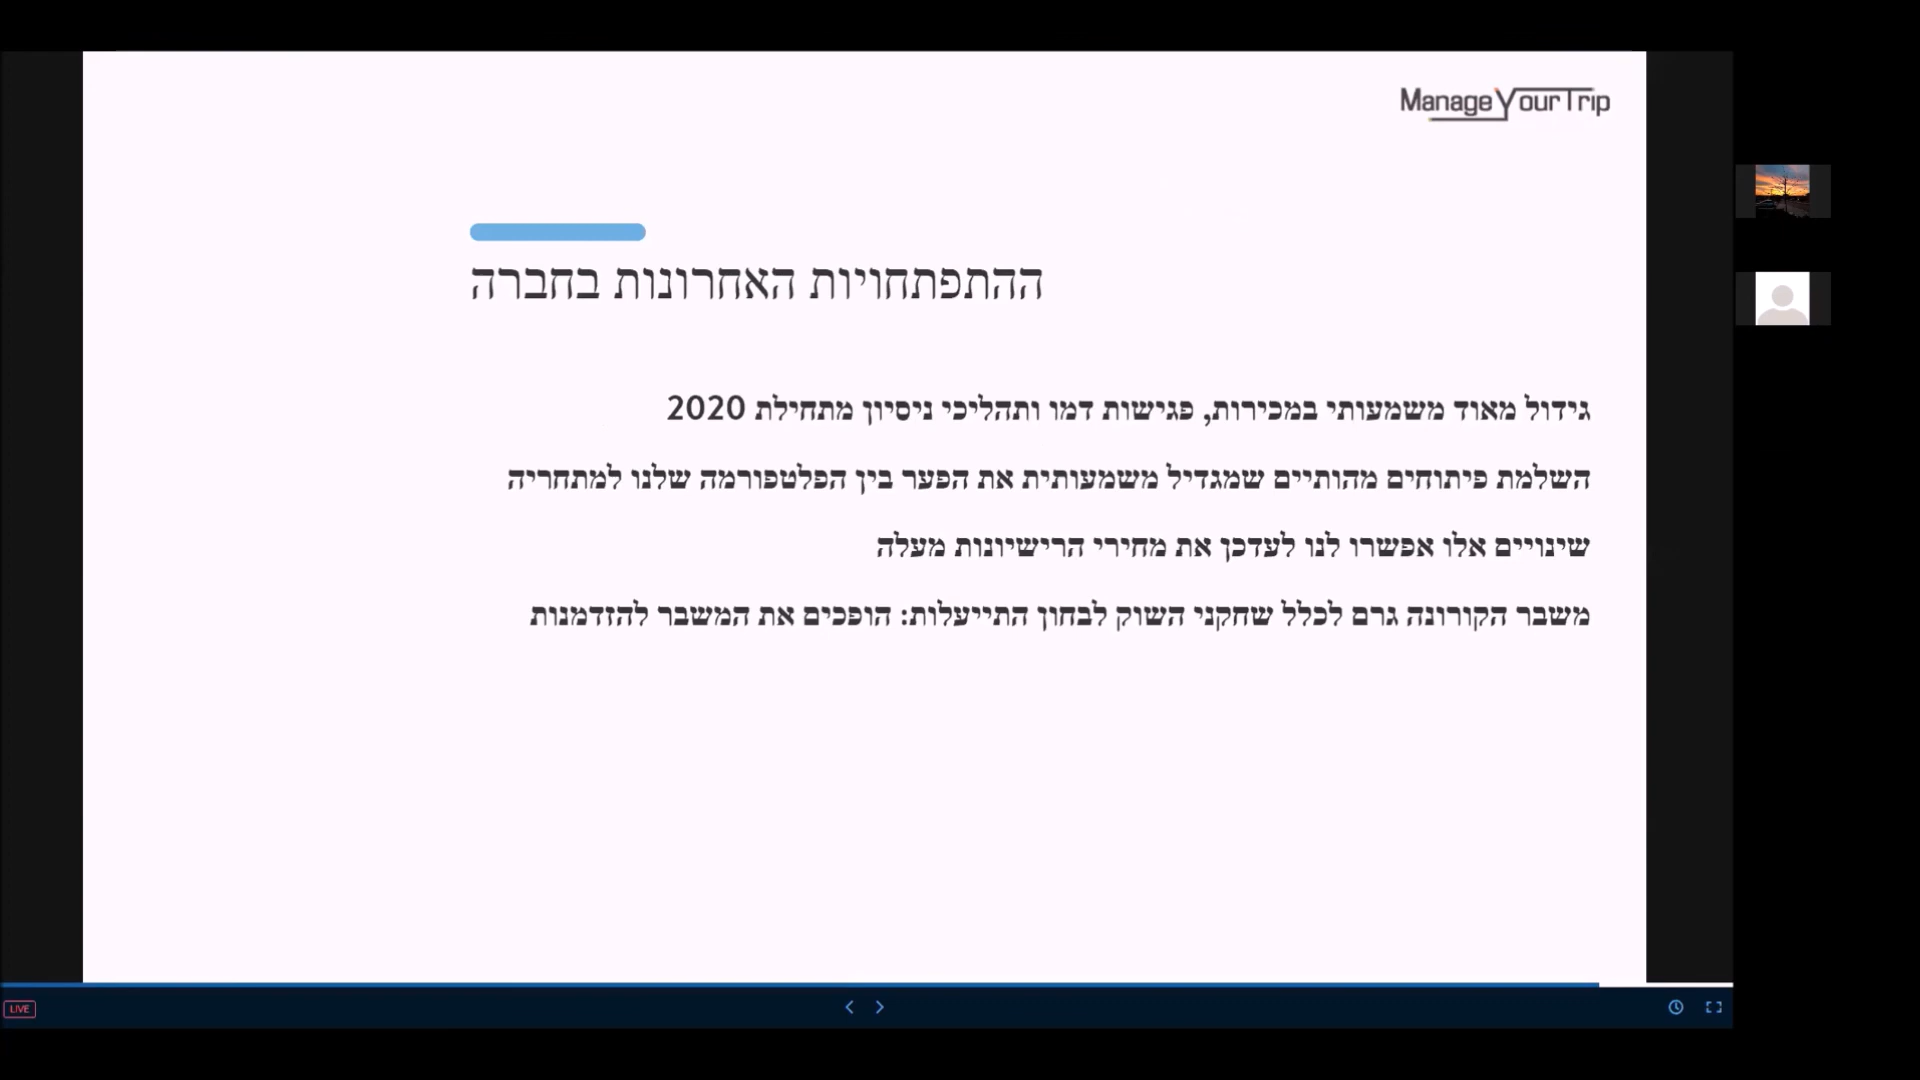 ManageYourTrip
ההתפתחויות האחרונות בחברה
גידול מאוד משמעותי במכירות, פגישות דמו ותהליכי ניסיון מתחילת 2020
השלמת פיתוחים מהותיים שמגדיל משמעותית את הפער בין הפלטפורמה שלנו למתחריה
שינויים אלו אפשרו לנו לעדכן את מחירי הרישיונות מעלה
משבר הקורונה גרם לכלל שחקני השוק לבחון התייעלות: הופכים את המשבר להזדמנות
LIVE